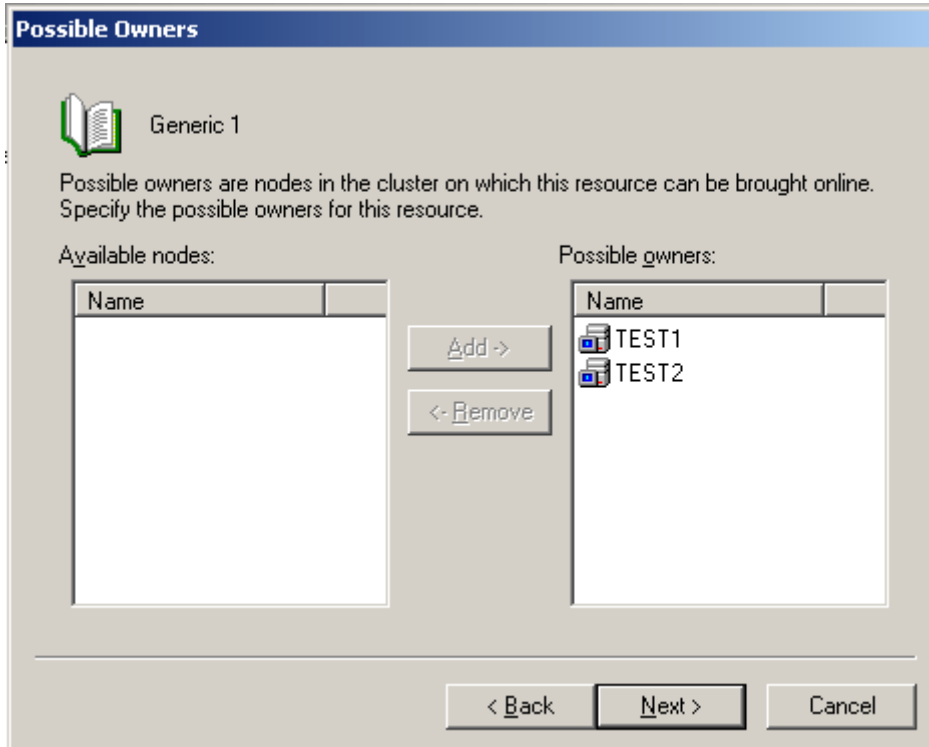 Possible Owners
Generic 1
Possible owners are nodes in the cluster on which this resource can be brought online.
Specify the possible owners for this resource.
Available nodes:
Possible owners:
Name
Name
Add ->
TEST1
TEST2
<- Remove
< Back
Next >
Cancel